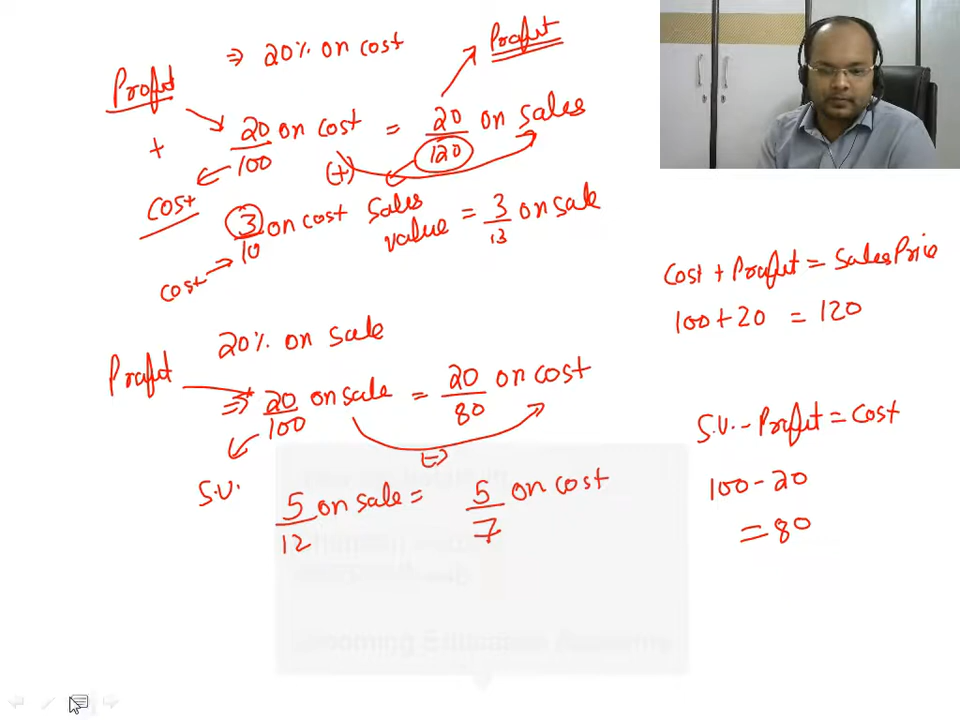 ⇒ 20% on cost
Profit
Profit
+
20/100 on cost = 20/120 on sales
(+)
cost
3/10 on cost sales value = 3/13 on sale
cost
Cost + Profit = Sales Price
100 + 20 = 120
20% on sale
Profit
⇒ 20/100 on sale = 20/80 on cost
(-)
S.V.
S.V. - Profit = Cost
100 - 20
= 80
5/12 on sale = 5/7 on cost